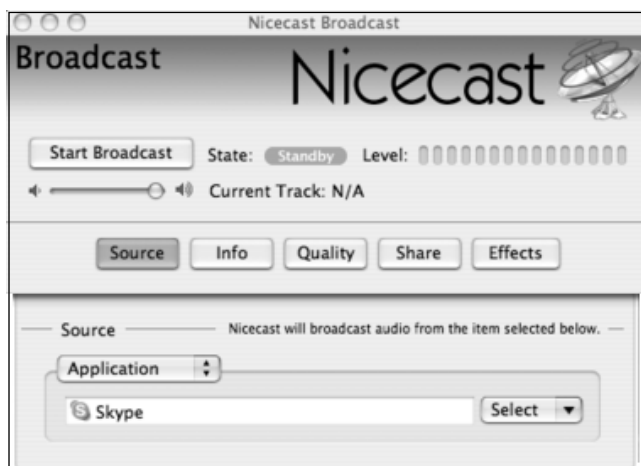 Nicecast Broadcast
Broadcast
Nicecast
Start Broadcast State: Standby Level:
Current Track: N/A
Source Info Quality Share Effects
Source Nicecast will broadcast audio from the item selected below.
Application
Skype Select